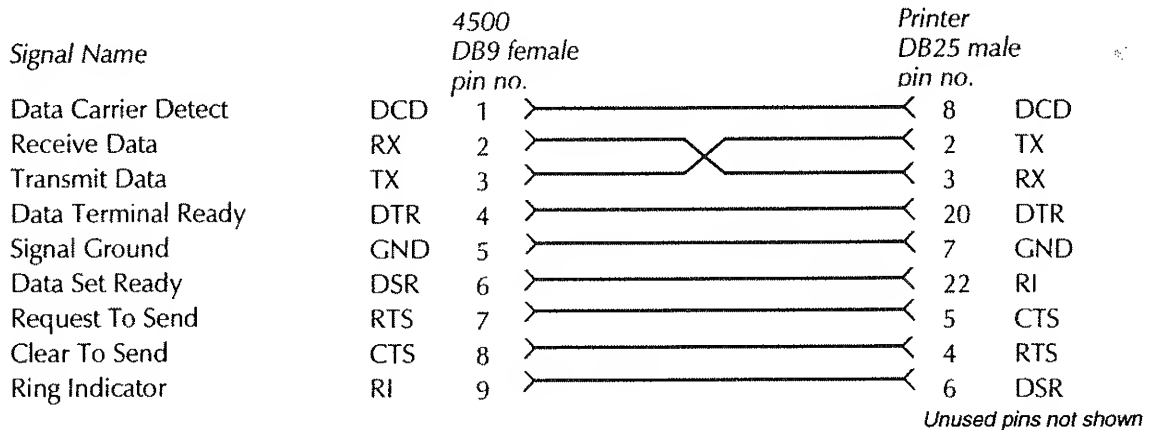 4500 Printer
Signal Name DB9 female DB25 male
pin no. pin no.
Data Carrier Detect DCD 1 8 DCD
Receive Data RX 2 2 TX
Transmit Data TX 3 3 RX
Data Terminal Ready DTR 4 20 DTR
Signal Ground GND 5 7 GND
Data Set Ready DSR 6 22 RI
Request To Send RTS 7 5 CTS
Clear To Send CTS 8 4 RTS
Ring Indicator RI 9 6 DSR
Unused pins not shown